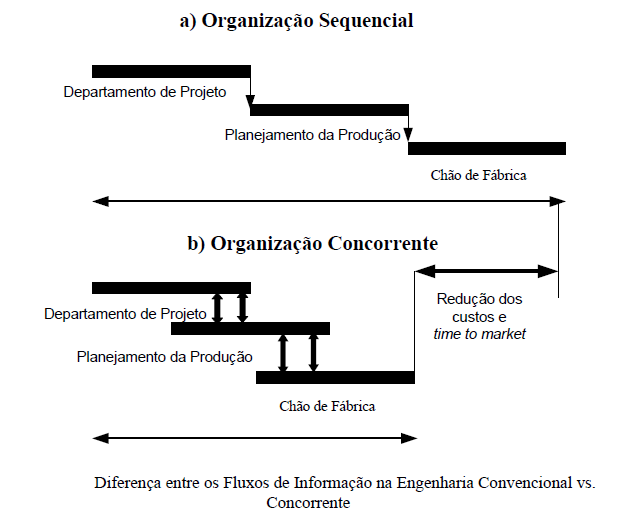 a) Organização Sequencial
Departamento de Projeto
Planejamento da Produção
Chão de Fábrica
b) Organização Concorrente
Redução dos
custos e
time to market
Departamento de Projeto
Planejamento da Produção
Chão de Fábrica
Diferença entre os Fluxos de Informação na Engenharia Convencional vs.
Concorrente